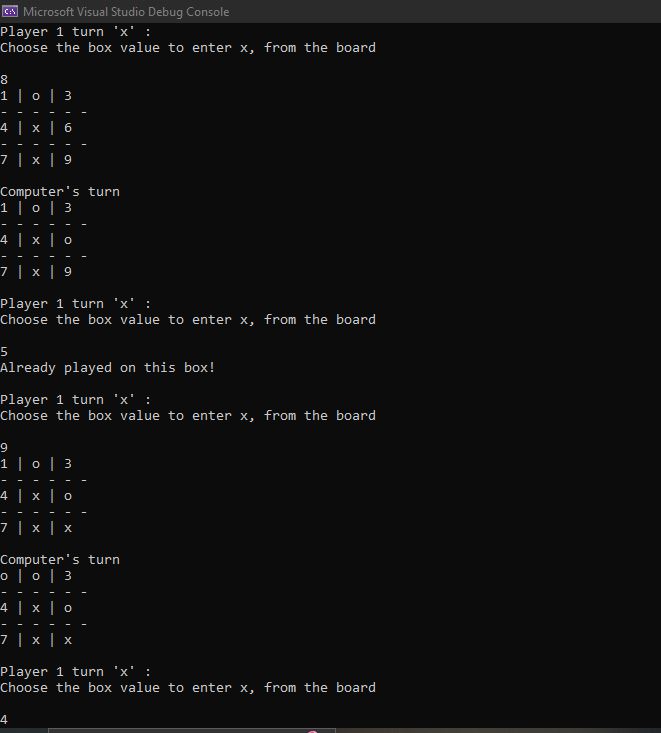 Microsoft Visual Studio Debug Console
Player 1 turn 'x' :
Choose the box value to enter x, from the board
8
1 | o | 3
- - - - - -
4 | x | 6
- - - - - -
7 | x | 9
Computer's turn
1 | o | 3
- - - - - -
4 | x | o
- - - - - -
7 | x | 9
Player 1 turn 'x' :
Choose the box value to enter x, from the board
5
Already played on this box!
Player 1 turn 'x' :
Choose the box value to enter x, from the board
9
1 | o | 3
- - - - - -
4 | x | o
- - - - - -
7 | x | x
Computer's turn
o | o | 3
- - - - - -
4 | x | o
- - - - - -
7 | x | x
Player 1 turn 'x' :
Choose the box value to enter x, from the board
4